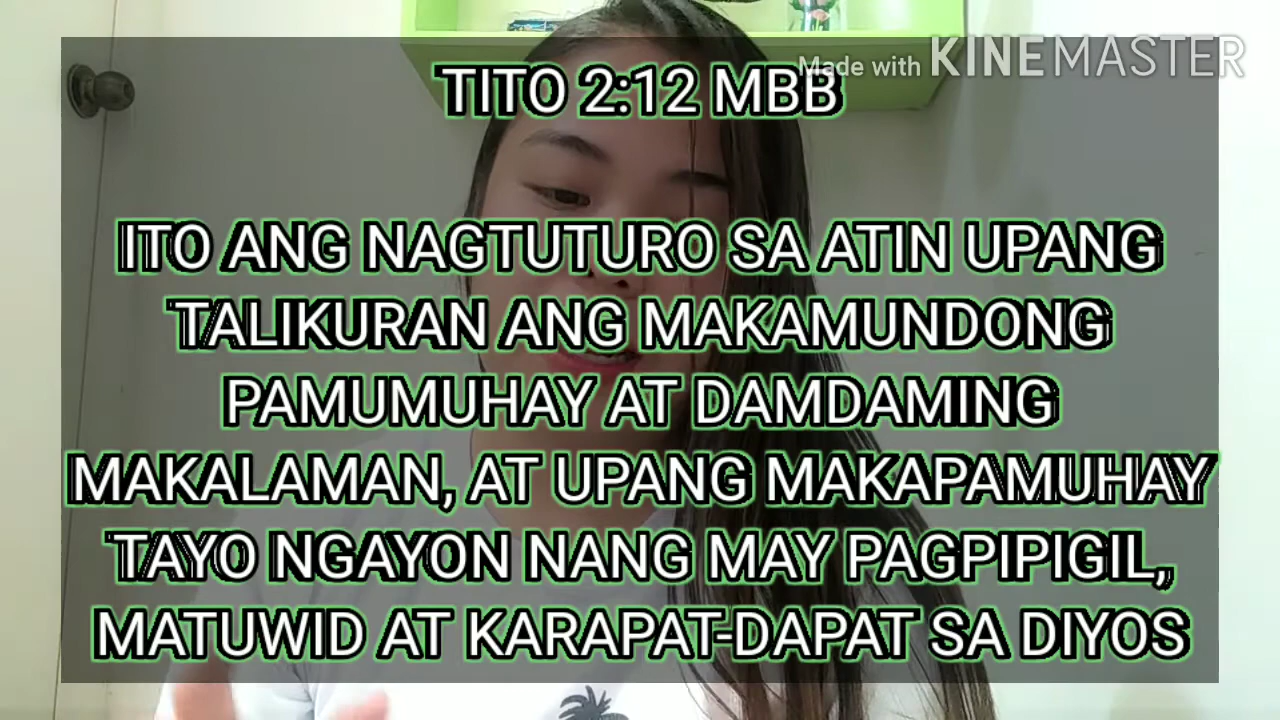 Made with KINEMASTER
TITO 2:12 MBB
ITO ANG NAGTUTURO SA ATIN UPANG
TALIKURAN ANG MAKAMUNDONG
PAMUMUHAY AT DAMDAMING
MAKALAMAN, AT UPANG MAKAPAMUHAY
TAYO NGAYON NANG MAY PAGPIPIGIL,
MATUWID AT KARAPAT-DAPAT SA DIYOS